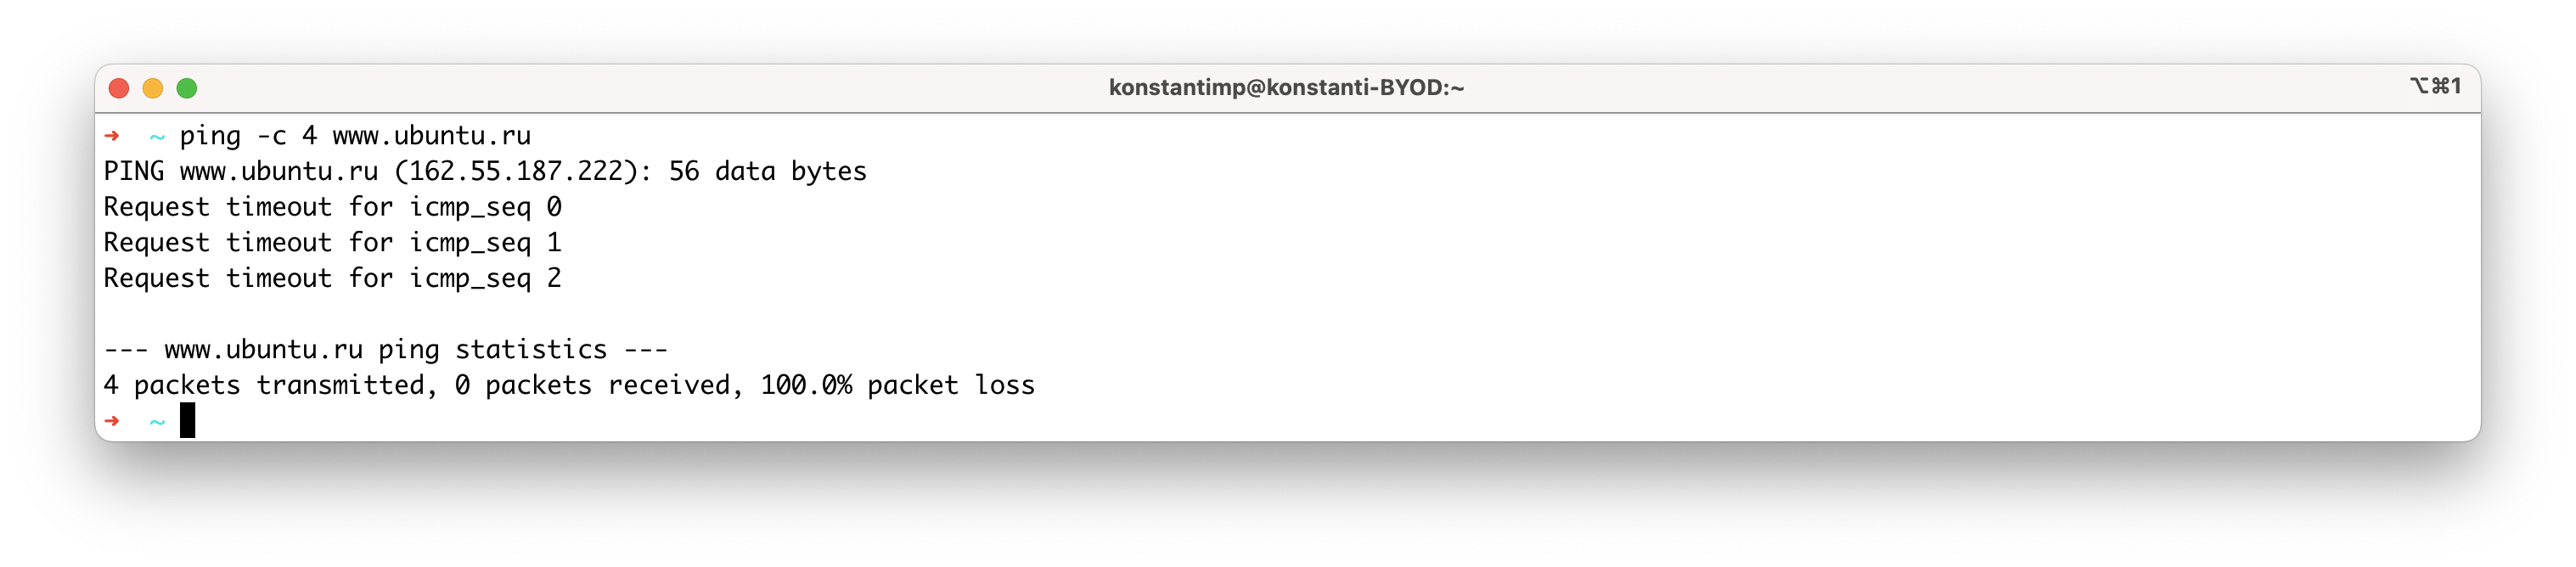 konstantimp@konstanti-BYOD:~
⌥⌘1
➜ ~ ping -c 4 www.ubuntu.ru
PING www.ubuntu.ru (162.55.187.222): 56 data bytes
Request timeout for icmp_seq 0
Request timeout for icmp_seq 1
Request timeout for icmp_seq 2
--- www.ubuntu.ru ping statistics ---
4 packets transmitted, 0 packets received, 100.0% packet loss
➜ ~